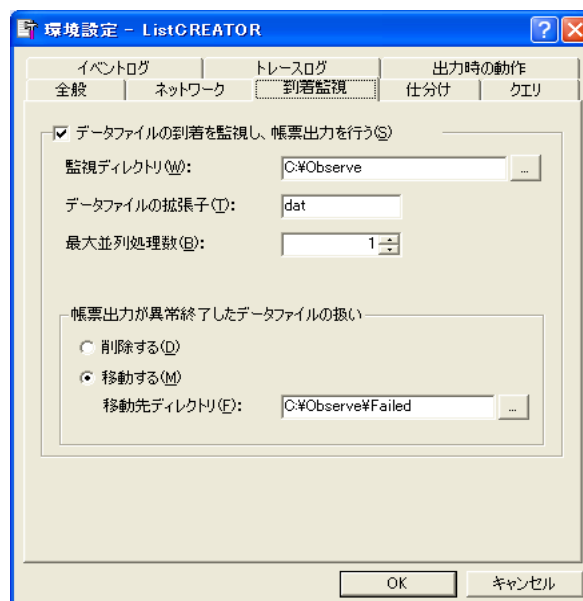 環境設定 - ListCREATOR
イベントログ トレースログ 出力時の動作
全般 ネットワーク 到着監視 仕分け クエリ
データファイルの到着を監視し、帳票出力を行う(S)
監視ディレクトリ(W): C:¥Observe ...
データファイルの拡張子(T): dat
最大並列処理数(B): 1
帳票出力が異常終了したデータファイルの扱い
削除する(D)
移動する(M)
移動先ディレクトリ(F): C:¥Observe¥Failed ...
OK キャンセル